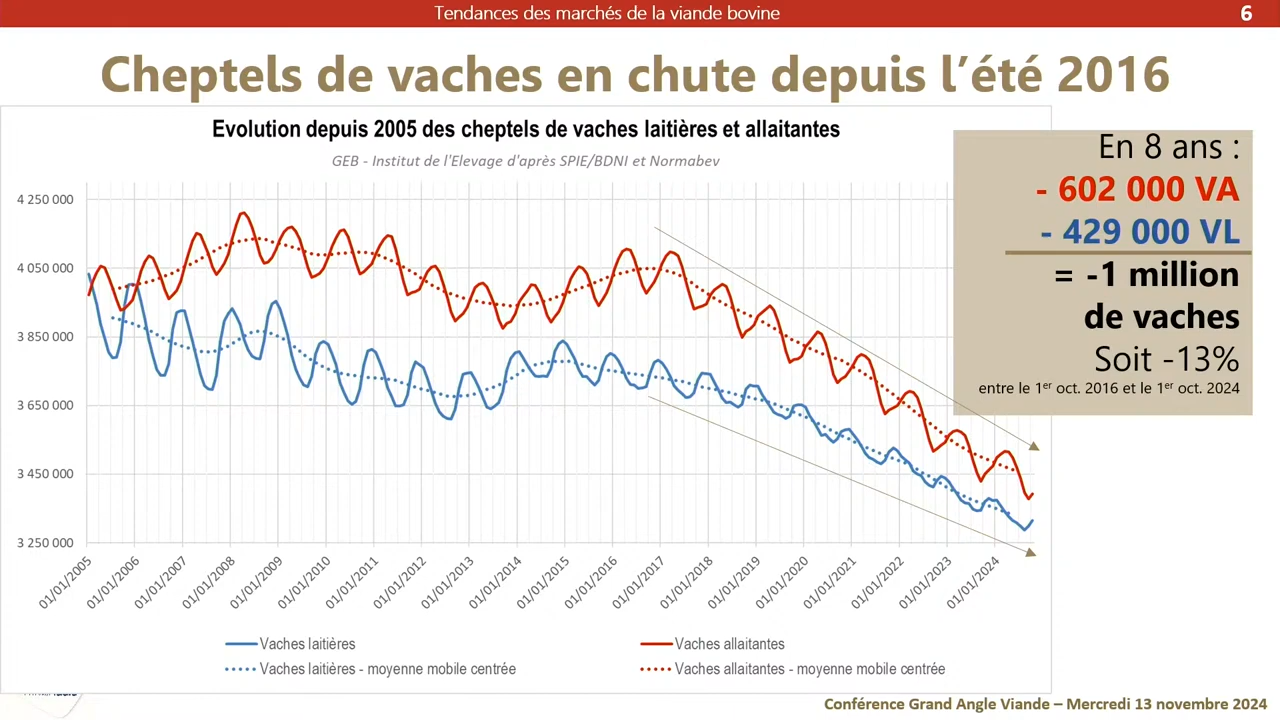 Tendances des marchés de la viande bovine
6
Cheptels de vaches en chute depuis l’été 2016
Evolution depuis 2005 des cheptels de vaches laitières et allaitantes
GEB - Institut de l'Elevage d'après SPIE/BDNI et Normabev
En 8 ans :
- 602 000 VA
- 429 000 VL
= -1 million
de vaches
Soit -13%
entre le 1er oct. 2016 et le 1er oct. 2024
4 250 000
4 050 000
3 850 000
3 650 000
3 450 000
3 250 000
01/01/2005
01/01/2006
01/01/2007
01/01/2008
01/01/2009
01/01/2010
01/01/2011
01/01/2012
01/01/2013
01/01/2014
01/01/2015
01/01/2016
01/01/2017
01/01/2018
01/01/2019
01/01/2020
01/01/2021
01/01/2022
01/01/2023
01/01/2024
Vaches laitières
Vaches allaitantes
Vaches laitières - moyenne mobile centrée
Vaches allaitantes - moyenne mobile centrée
Conférence Grand Angle Viande – Mercredi 13 novembre 2024